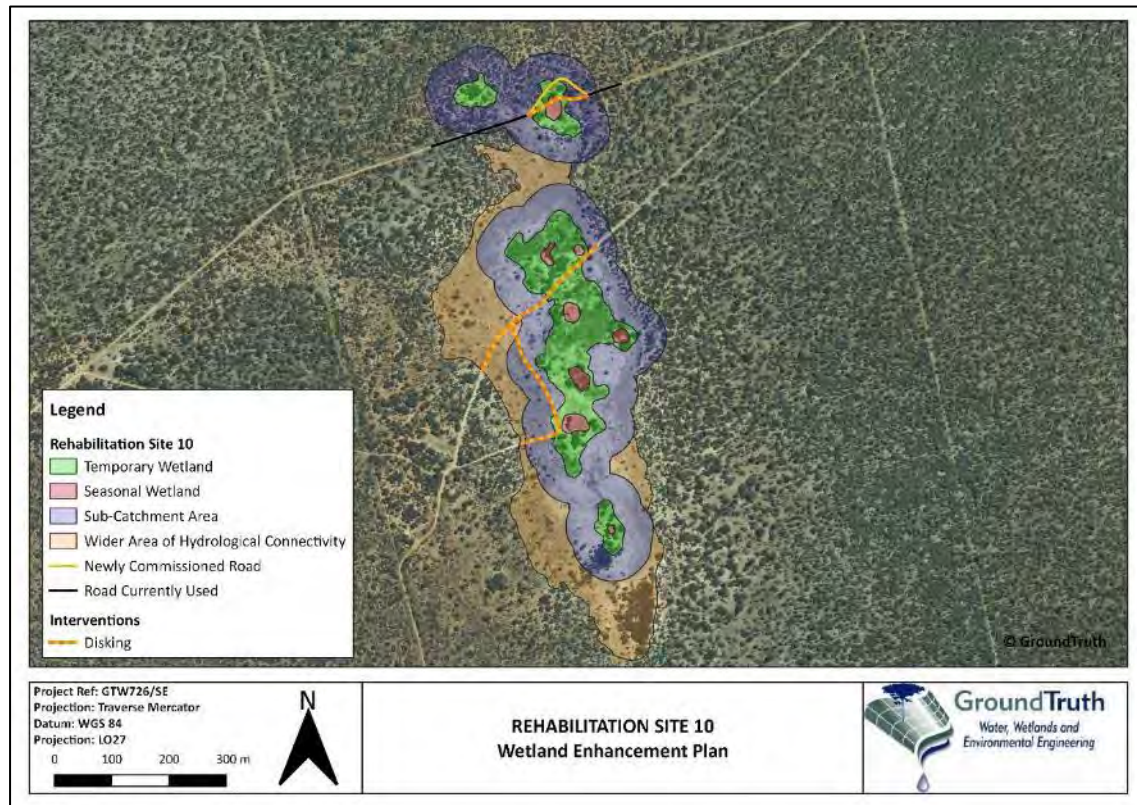 Legend
Rehabilitation Site 10
Temporary Wetland
Seasonal Wetland
Sub-Catchment Area
Wider Area of Hydrological Connectivity
Newly Commissioned Road
Road Currently Used
Interventions
Disking
© GroundTruth
Project Ref: GTW726/SE
Projection: Traverse Mercator
Datum: WGS 84
Projection: LO27
0 100 200 300 m
N
REHABILITATION SITE 10
Wetland Enhancement Plan
GroundTruth
Water, Wetlands and
Environmental Engineering